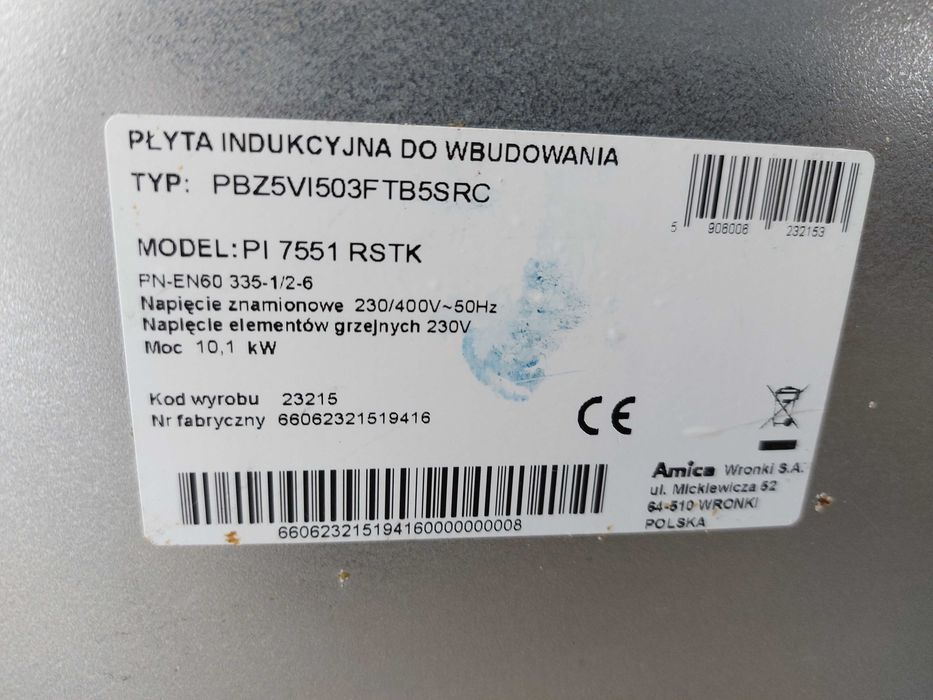 PŁYTA INDUKCYJNA DO WBUDOWANIA
TYP: PBZ5VI503FTB5SRC
5 906006 232153
MODEL: PI 7551 RSTK
PN-EN60 335-1/2-6
Napięcie znamionowe 230/400V~50Hz
Napięcie elementów grzejnych 230V
Moc 10,1 kW
Kod wyrobu 23215
Nr fabryczny 66062321519416
CE
Amica Wronki S.A.
ul. Mickiewicza 52
64-510 WRONKI
POLSKA
660623215194160000000008